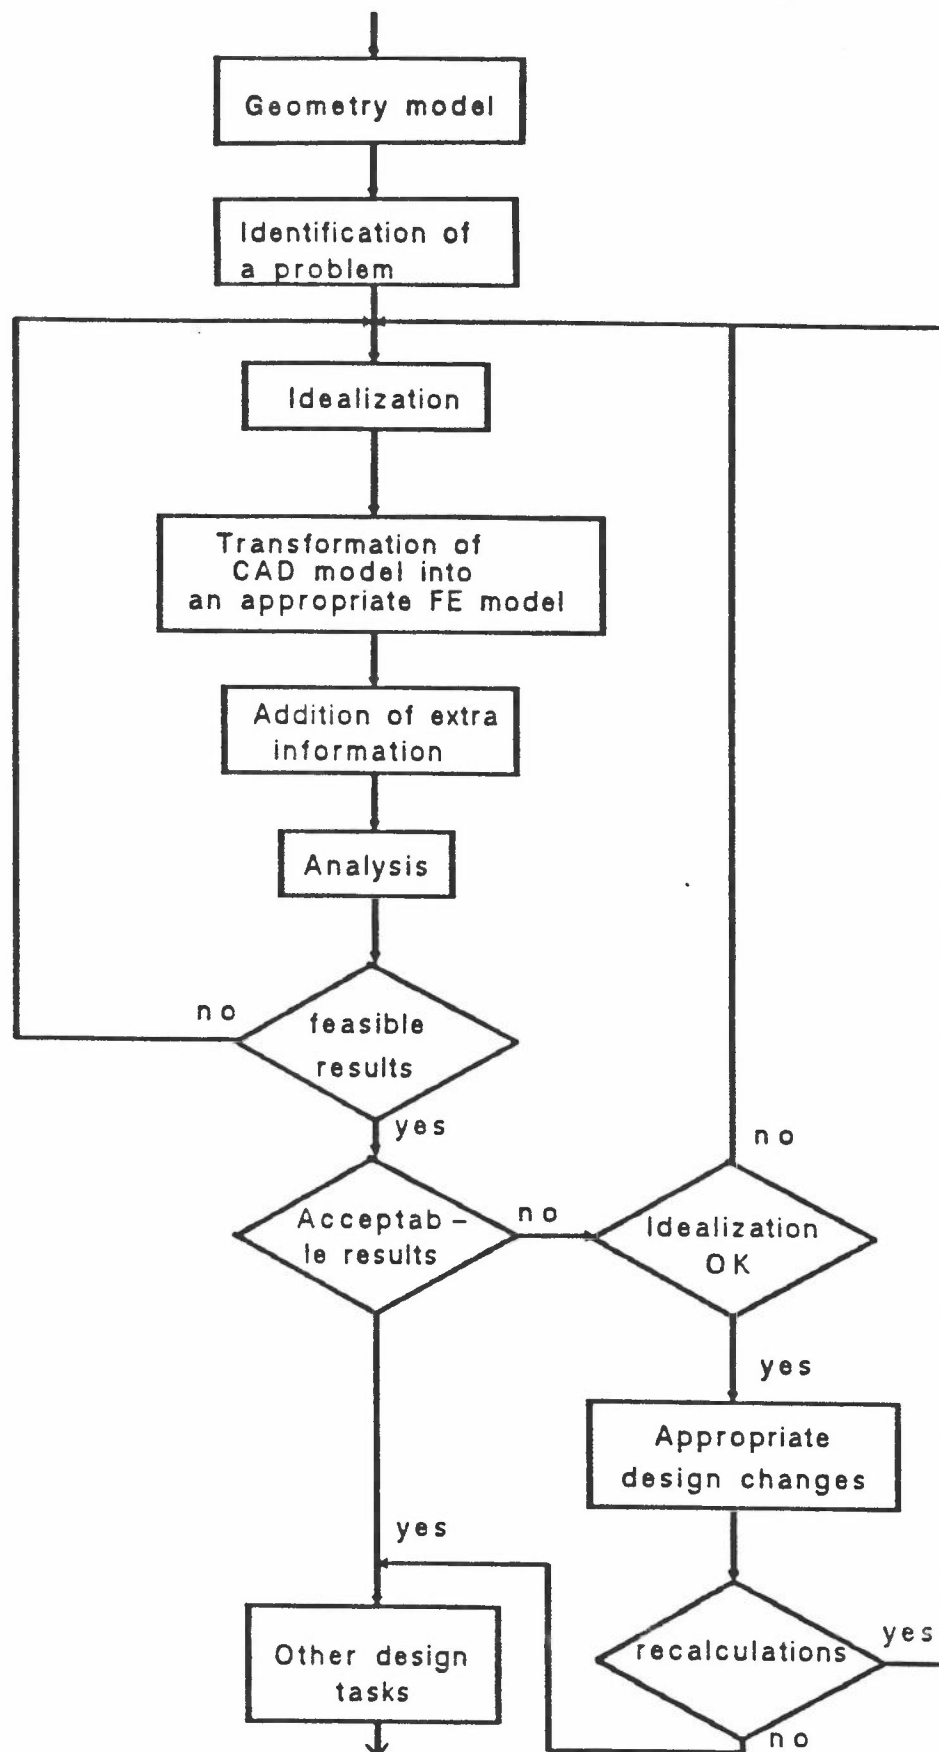 Geometry model
Identification of
a problem
Idealization
Transformation of
CAD model into
an appropriate FE model
Addition of extra
information
Analysis
no
feasible
results
yes
Acceptab-
le results
no
no
Idealization
OK
yes
Appropriate
design changes
yes
recalculations
yes
no
Other design
tasks